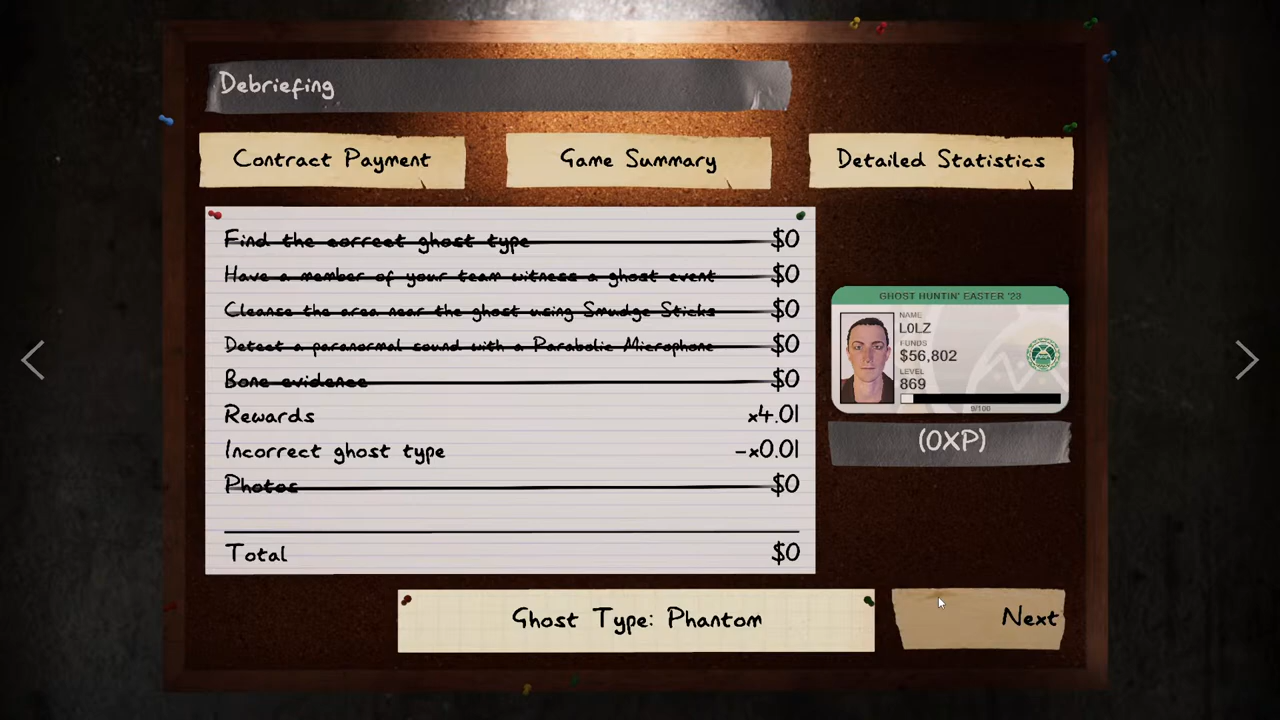 Debriefing
Contract Payment
Game Summary
Detailed Statistics
Find the correct ghost type $0
Have a member of your team witness a ghost event $0
Cleanse the area near the ghost using Smudge Sticks $0
Detect a paranormal sound with a Parabolic Microphone $0
Bone evidence $0
Rewards x4.01
Incorrect ghost type -x0.01
Photos $0
Total $0
GHOST HUNTIN' EASTER '23
NAME
L0LZ
FUNDS
$56,802
LEVEL
869
9/100
(0XP)
Ghost Type: Phantom
Next